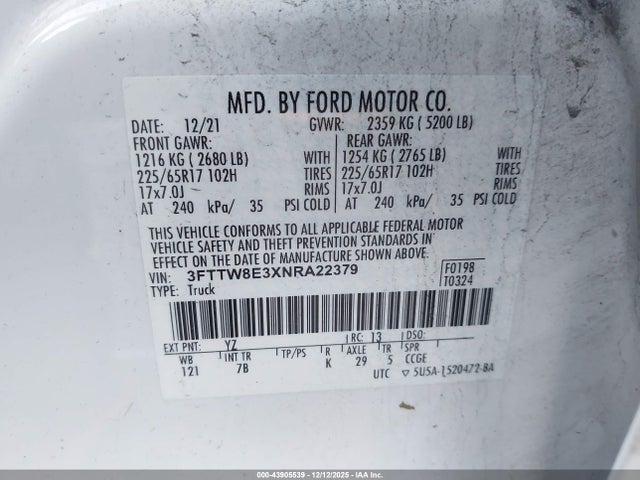 MFD. BY FORD MOTOR CO.
DATE: 12/21 GVWR: 2359 KG ( 5200 LB)
FRONT GAWR: REAR GAWR:
1216 KG ( 2680 LB) WITH 1254 KG ( 2765 LB) WITH
225/65R17 102H TIRES 225/65R17 102H TIRES
17x7.0J RIMS 17x7.0J RIMS
AT 240 kPa/ 35 PSI COLD AT 240 kPa/ 35 PSI COLD
THIS VEHICLE CONFORMS TO ALL APPLICABLE FEDERAL MOTOR
VEHICLE SAFETY AND THEFT PREVENTION STANDARDS IN
EFFECT ON THE DATE OF MANUFACTURE SHOWN ABOVE.
VIN: 3FTTW8E3XNRA22379 F0198
TYPE: Truck T0324
EXT PNT: YZ RC: 13 DSO:
WB INT TR TP/PS R AXLE TR SPR
121 7B K 29 5 CCGE
UTC ▽ 5U5A-1520472-BA
000-43905539 - 12/12/2025 - IAAI.CA